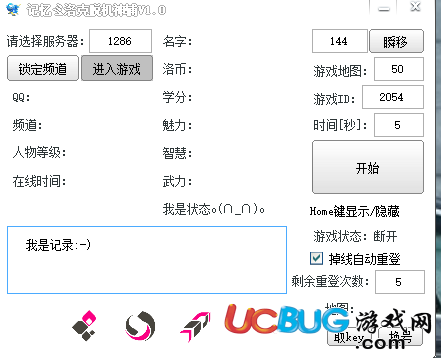 记忆ら洛克脱机神辅V1.0
请选择服务器: 1286 名字: 144 瞬移
锁定频道 进入游戏 洛币: 游戏地图: 50
QQ: 学分: 游戏ID: 2054
频道: 魅力: 时间[秒]: 5
人物等级: 智慧: 开始
在线时间: 武力:
我是状态o(∩_∩)o Home键显示/隐藏
我是记录:-) 游戏状态: 断开
掉线自动重登
剩余重登次数: 5
地图:
取key 换号
UCBUG游戏网
.com